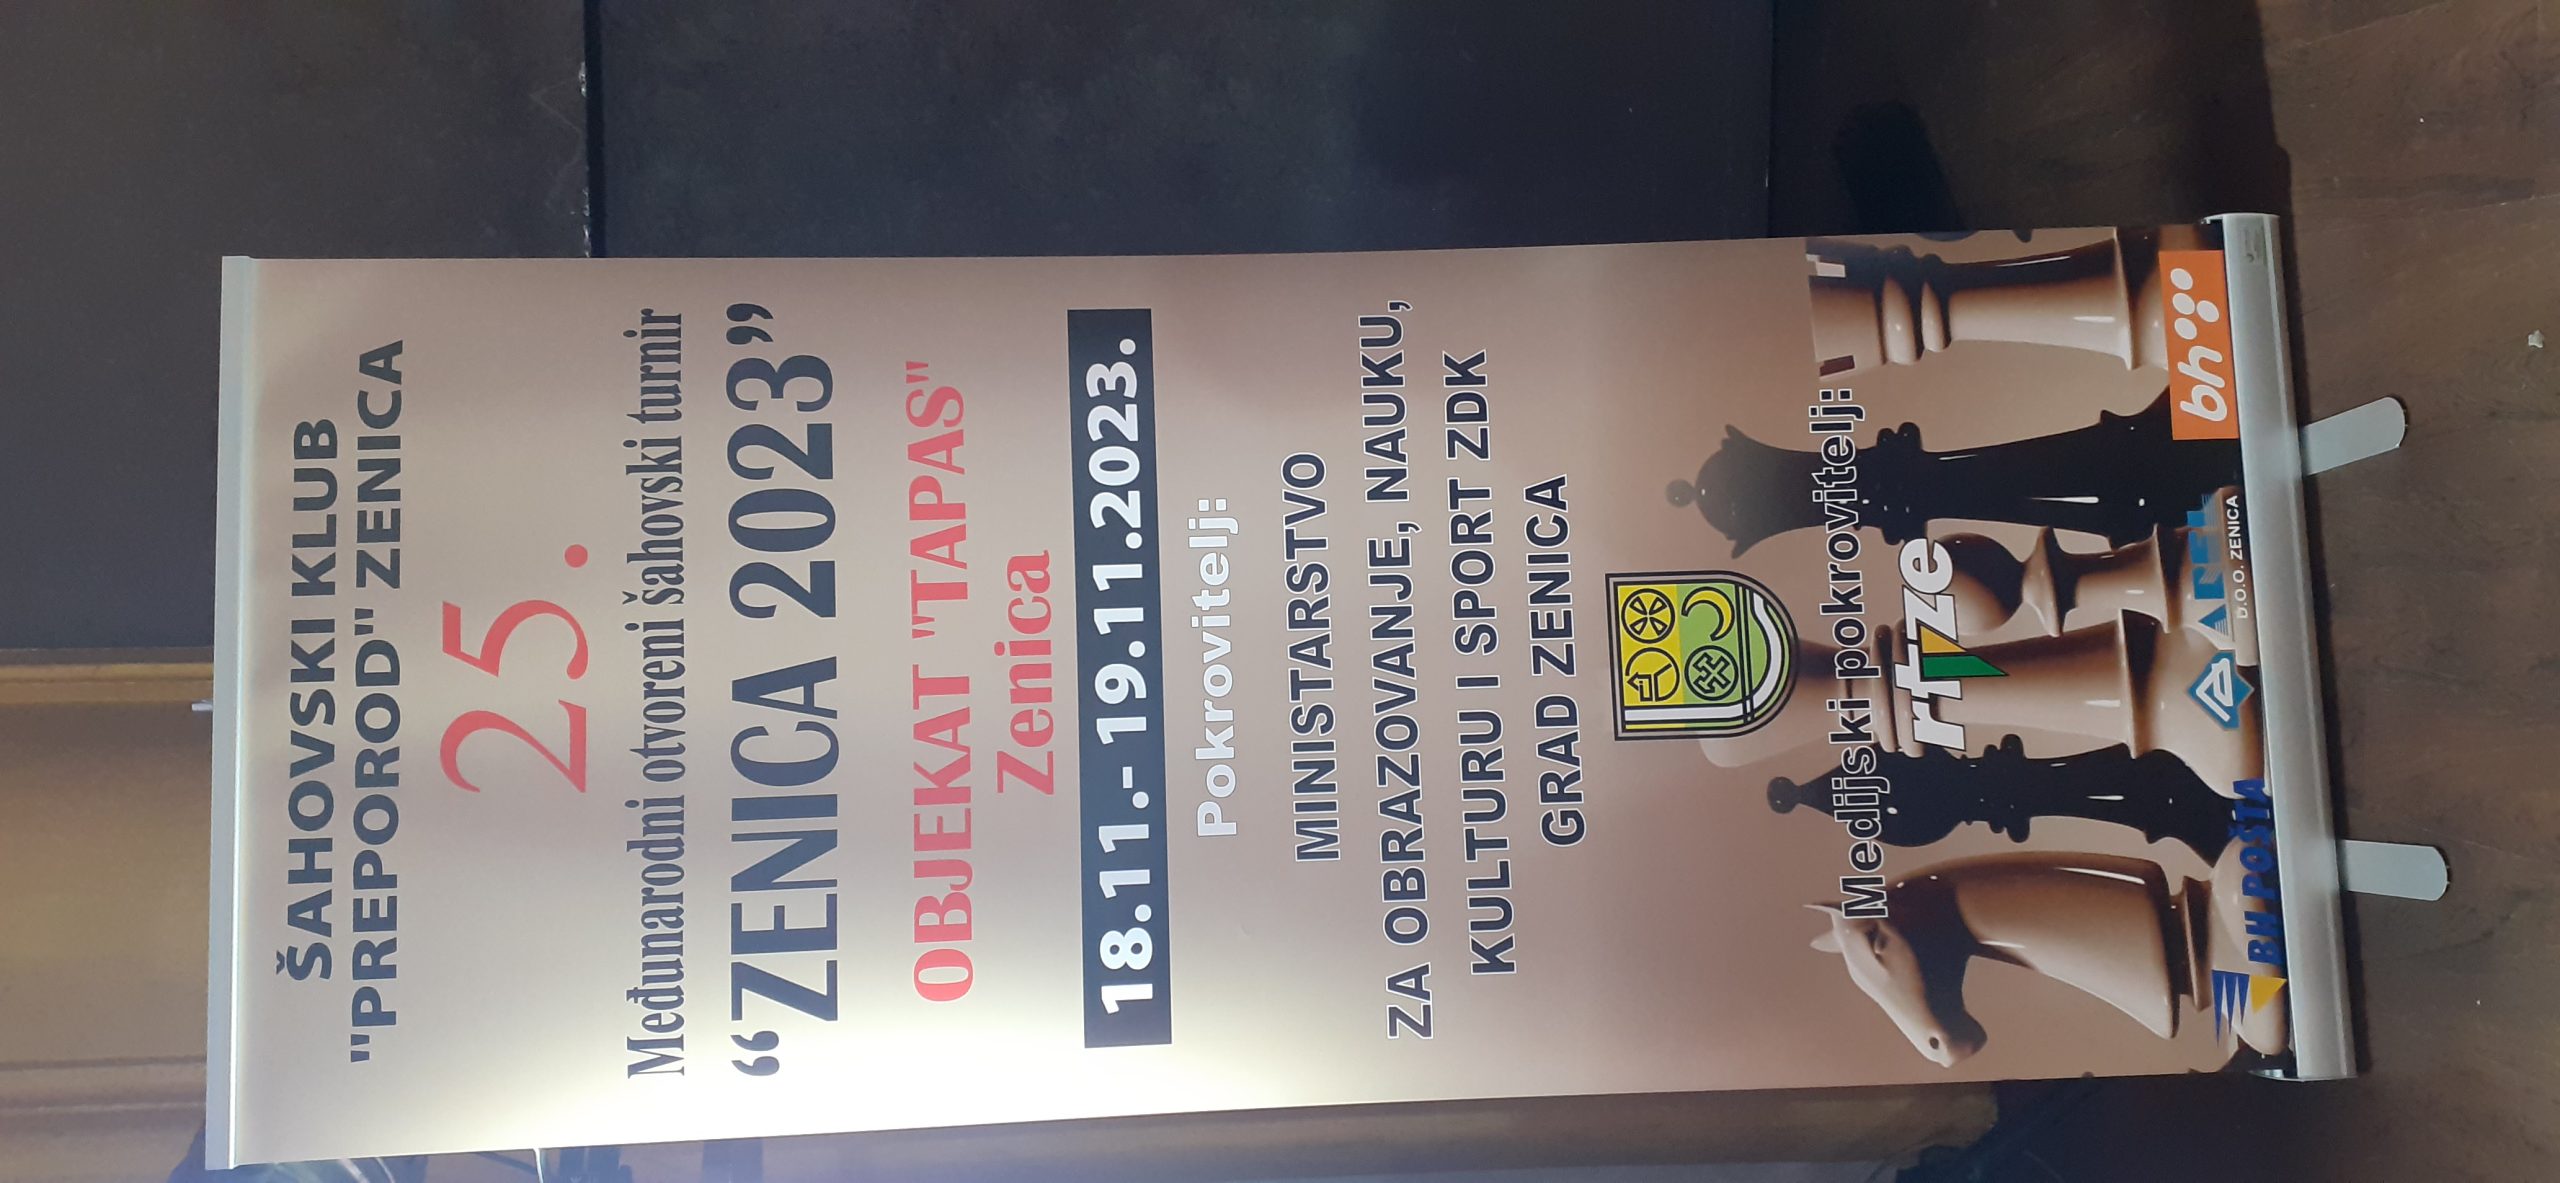 ŠAHOVSKI KLUB
"PREPOROD" ZENICA
25.
Međunarodni otvoreni šahovski turnir
“ZENICA 2023”
OBJEKAT "TAPAS"
Zenica
18.11.- 19.11.2023.
Pokrovitelj:
MINISTARSTVO
ZA OBRAZOVANJE, NAUKU,
KULTURU I SPORT ZDK
GRAD ZENICA
Medijski pokrovitelj:
rtze
BH POŠTA
D.O.O. ZENICA
bh